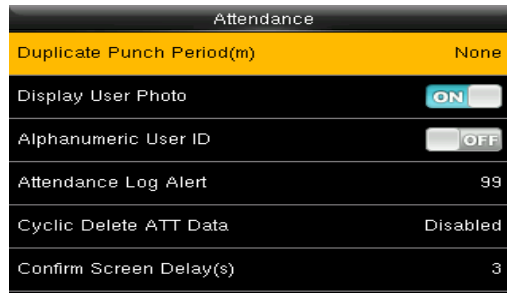 Attendance
Duplicate Punch Period(m) None
Display User Photo ON
Alphanumeric User ID OFF
Attendance Log Alert 99
Cyclic Delete ATT Data Disabled
Confirm Screen Delay(s) 3